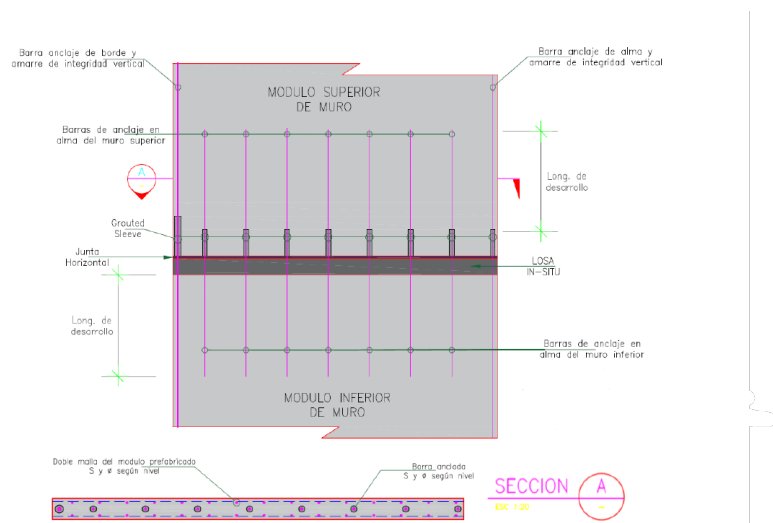 Barra anclaje de borde y
amarre de integridad vertical
Barra anclaje de alma y
amarre de integridad vertical
MODULO SUPERIOR
DE MURO
Barras de anclaje en
alma del muro superior
A
Long. de
desarrollo
Grouted
Sleeve
Junta
Horizontal
LOSA
IN-SITU
Long. de
desarrollo
Barras de anclaje en
alma del muro inferior
MODULO INFERIOR
DE MURO
Doble malla del modulo prefabricado
S y ø según nivel
Barra anclada
S y ø según nivel
SECCION A
ESC 1:20